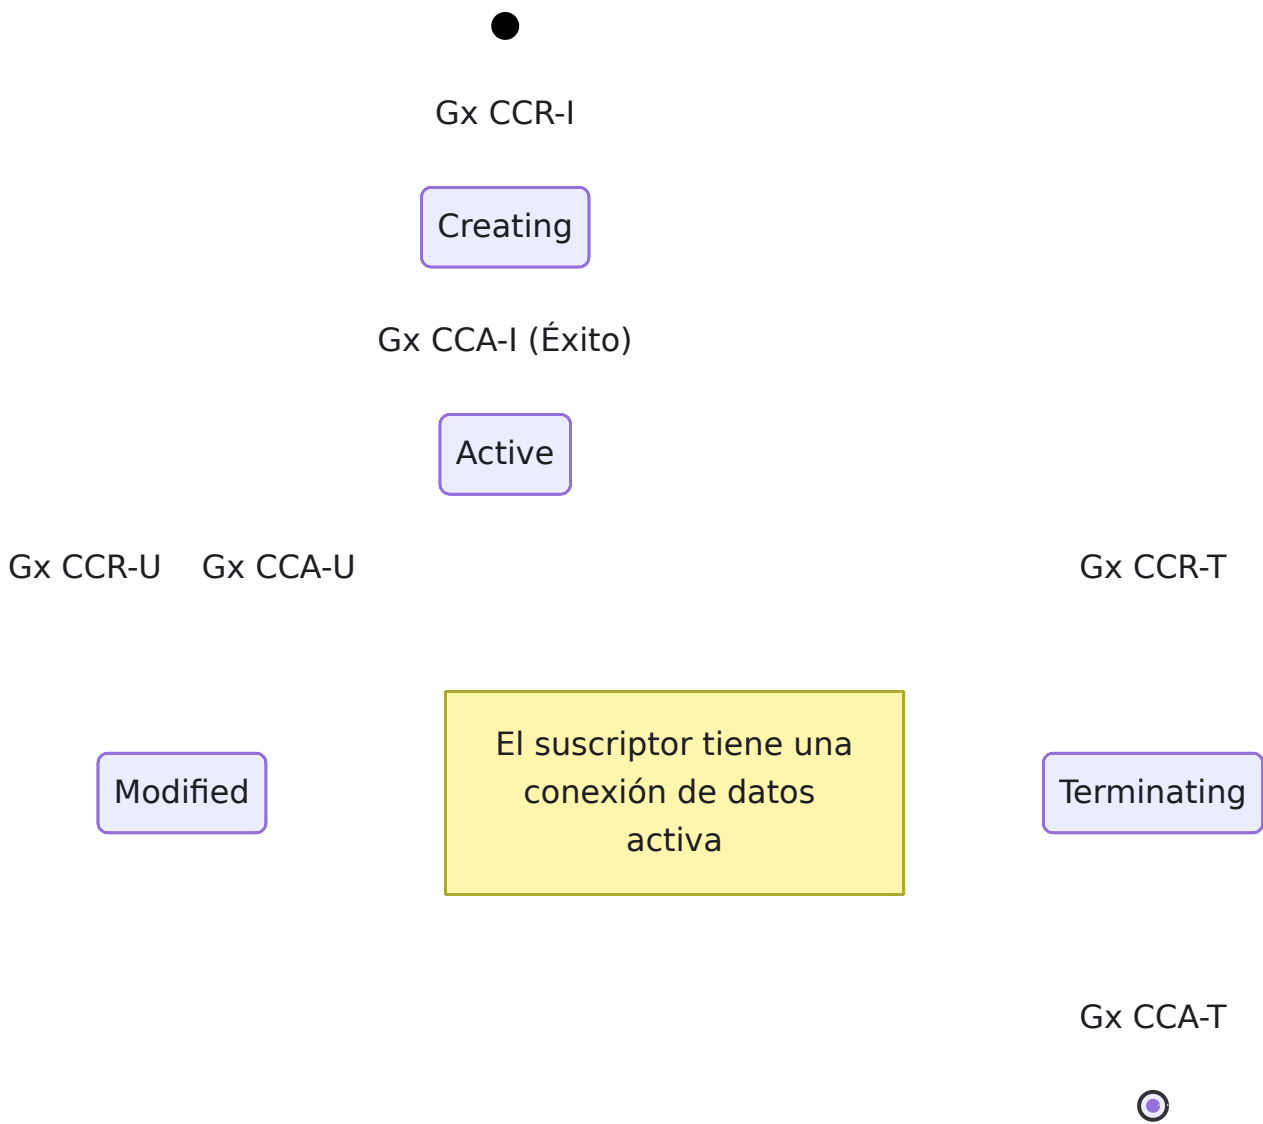 Gx CCR-I
Creating
Gx CCA-I (Éxito)
Active
Gx CCR-U
Gx CCA-U
Gx CCR-T
Modified
El suscriptor tiene una
conexión de datos
activa
Terminating
Gx CCA-T